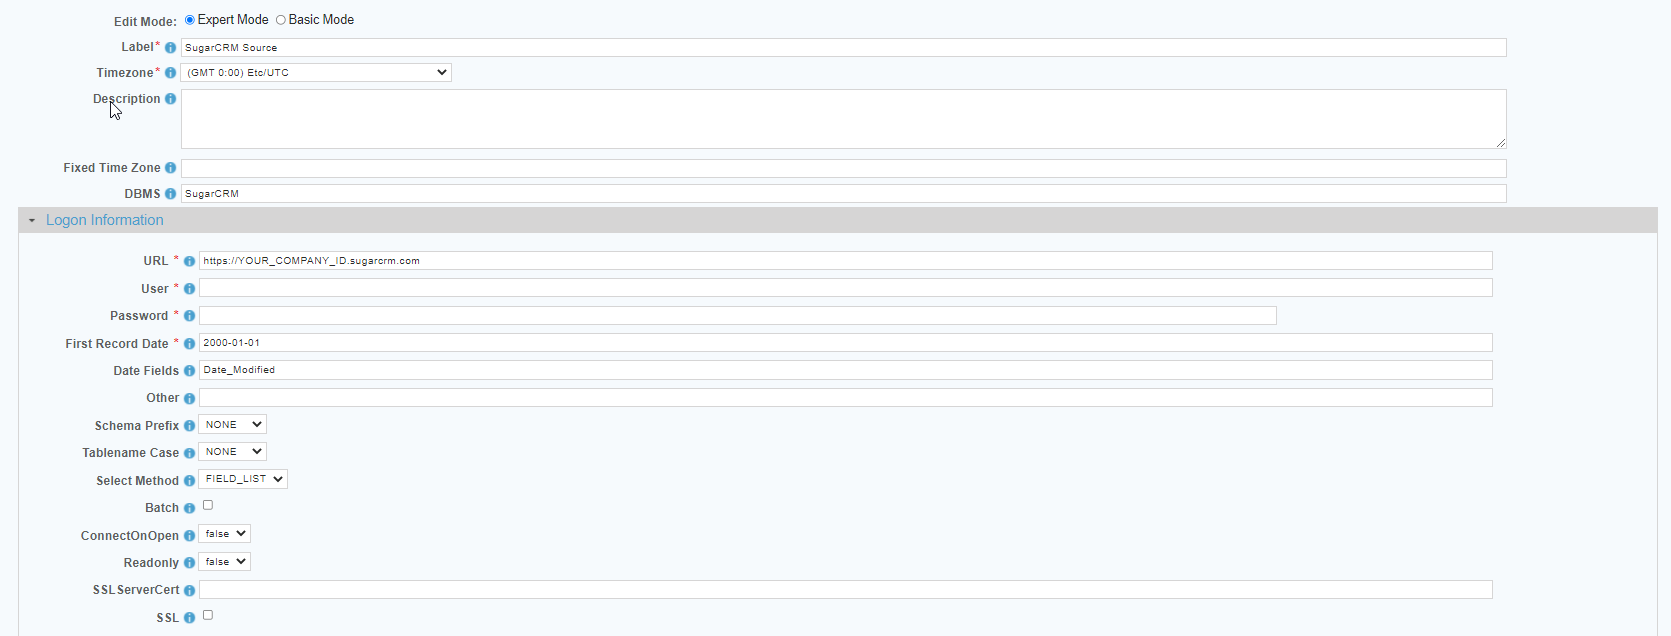 Edit Mode: Expert Mode Basic Mode
Label* SugarCRM Source
Timezone* (GMT 0:00) Etc/UTC
Description
Fixed Time Zone
DBMS SugarCRM
Logon Information
URL * https://YOUR_COMPANY_ID.sugarcrm.com
User *
Password *
First Record Date * 2000-01-01
Date Fields Date_Modified
Other
Schema Prefix NONE
Tablename Case NONE
Select Method FIELD_LIST
Batch
ConnectOnOpen false
Readonly false
SSLServerCert
SSL